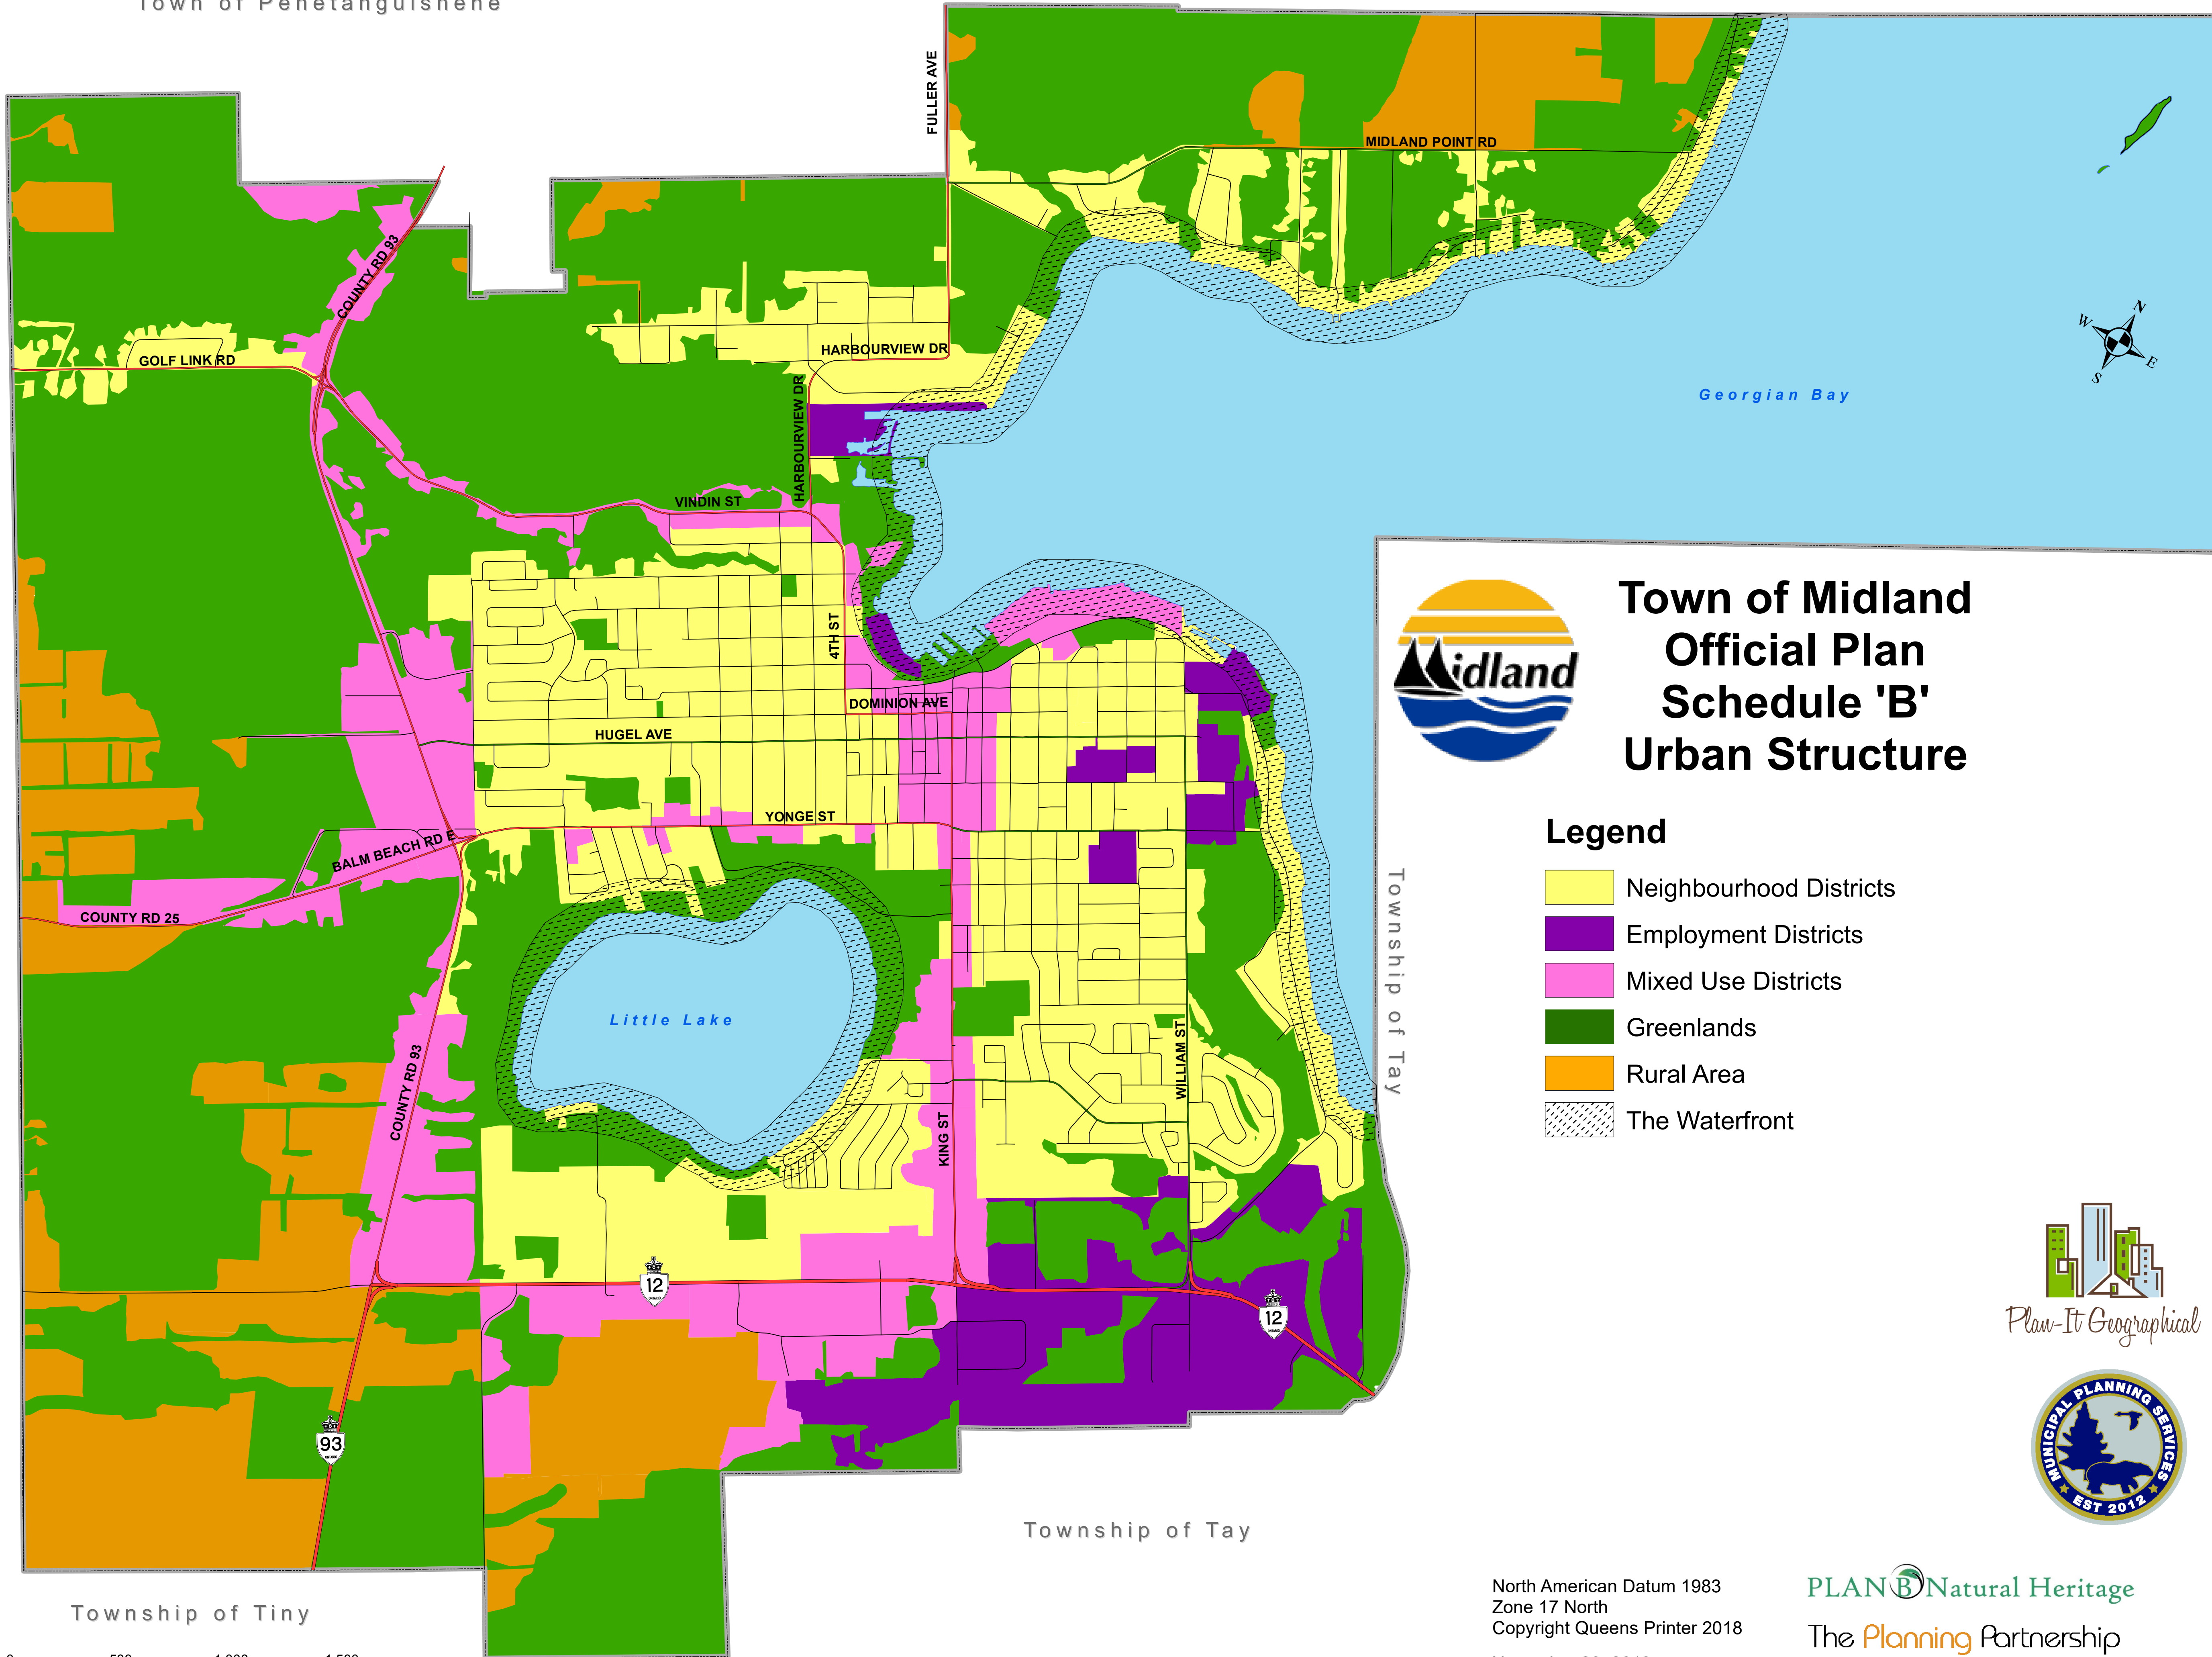 Town of Penetanguishene
FULLER AVE
MIDLAND POINT RD
COUNTY RD 93
GOLF LINK RD
HARBOURVIEW DR
HARBOURVIEW DR
VINDIN ST
4TH ST
DOMINION AVE
HUGEL AVE
YONGE ST
BALM BEACH RD E
COUNTY RD 25
COUNTY RD 93
KING ST
WILLIAM ST
Little Lake
Georgian Bay
N
W
E
S
12
ONTARIO
12
ONTARIO
93
ONTARIO
Township of Tay
Township of Tay
Township of Tiny
Midland
Town of Midland
Official Plan
Schedule 'B'
Urban Structure
Legend
Neighbourhood Districts
Employment Districts
Mixed Use Districts
Greenlands
Rural Area
The Waterfront
Plan-It Geographical
MUNICIPAL PLANNING SERVICES
EST 2012
North American Datum 1983
Zone 17 North
Copyright Queens Printer 2018
PLAN B Natural Heritage
The Planning Partnership